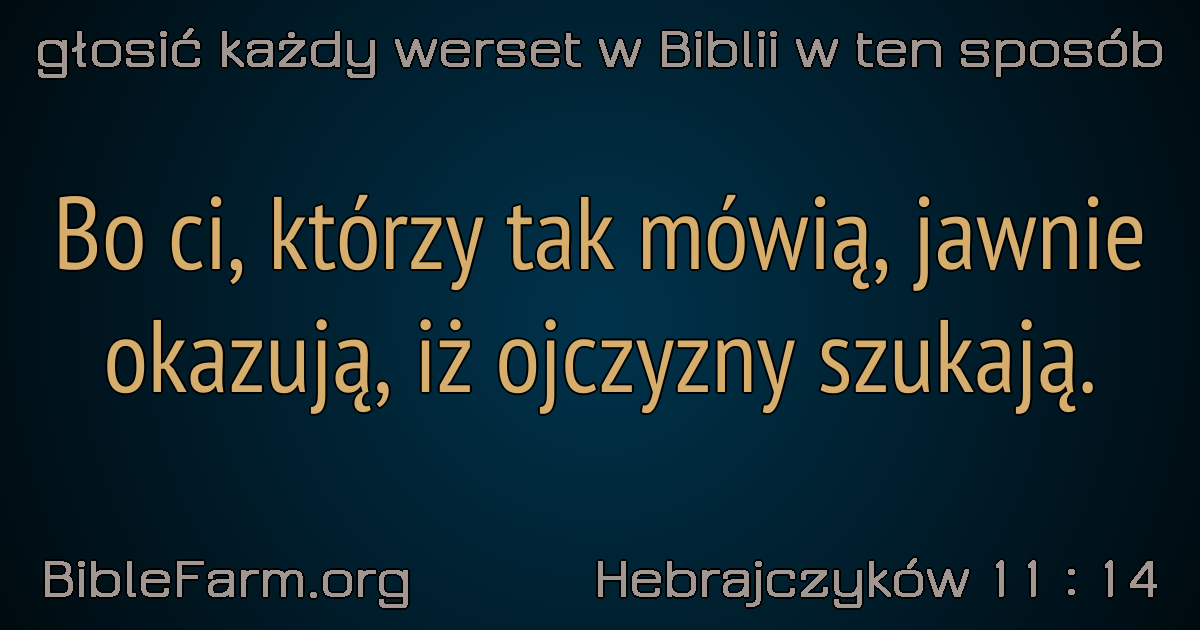 głosić każdy werset w Biblii w ten sposób
Bo ci, którzy tak mówią, jawnie
okazują, iż ojczyzny szukają.
BibleFarm.org
Hebrajczyków 11 : 14